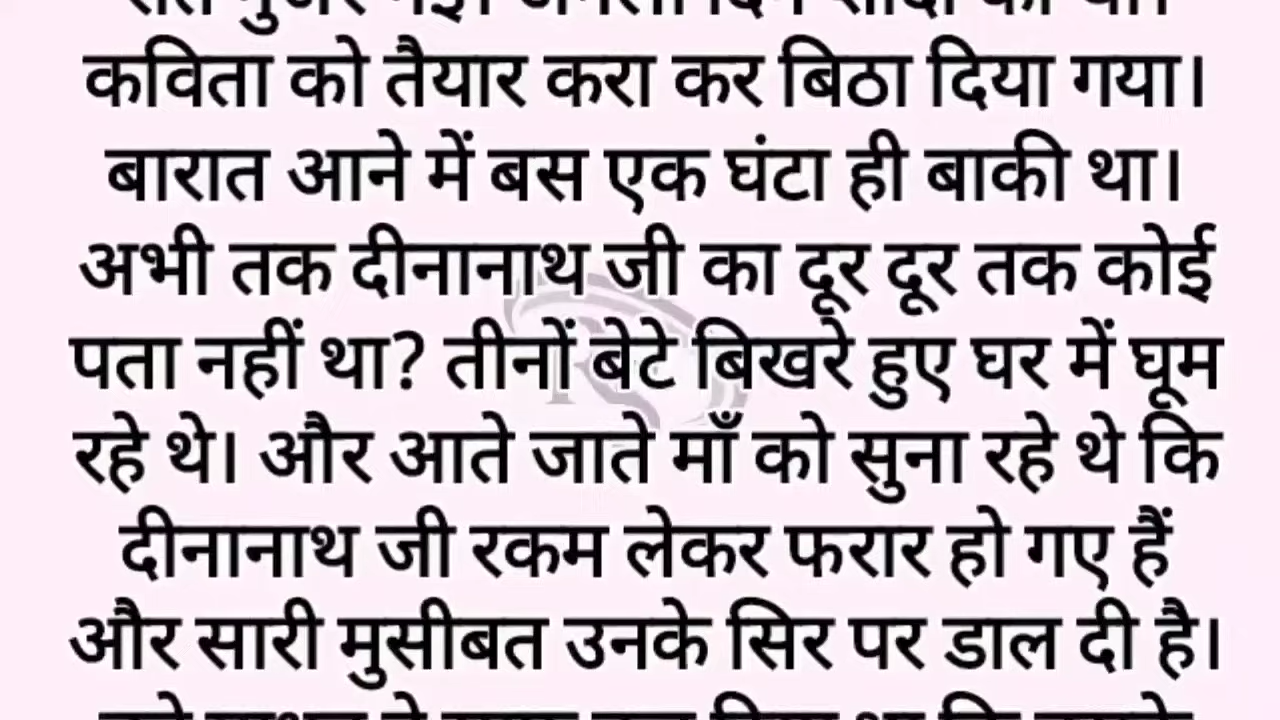 कविता को तैयार करा कर बिठा दिया गया।
बारात आने में बस एक घंटा ही बाकी था।
अभी तक दीनानाथ जी का दूर दूर तक कोई
पता नहीं था? तीनों बेटे बिखरे हुए घर में घूम
रहे थे। और आते जाते माँ को सुना रहे थे कि
दीनानाथ जी रकम लेकर फरार हो गए हैं
और सारी मुसीबत उनके सिर पर डाल दी है।